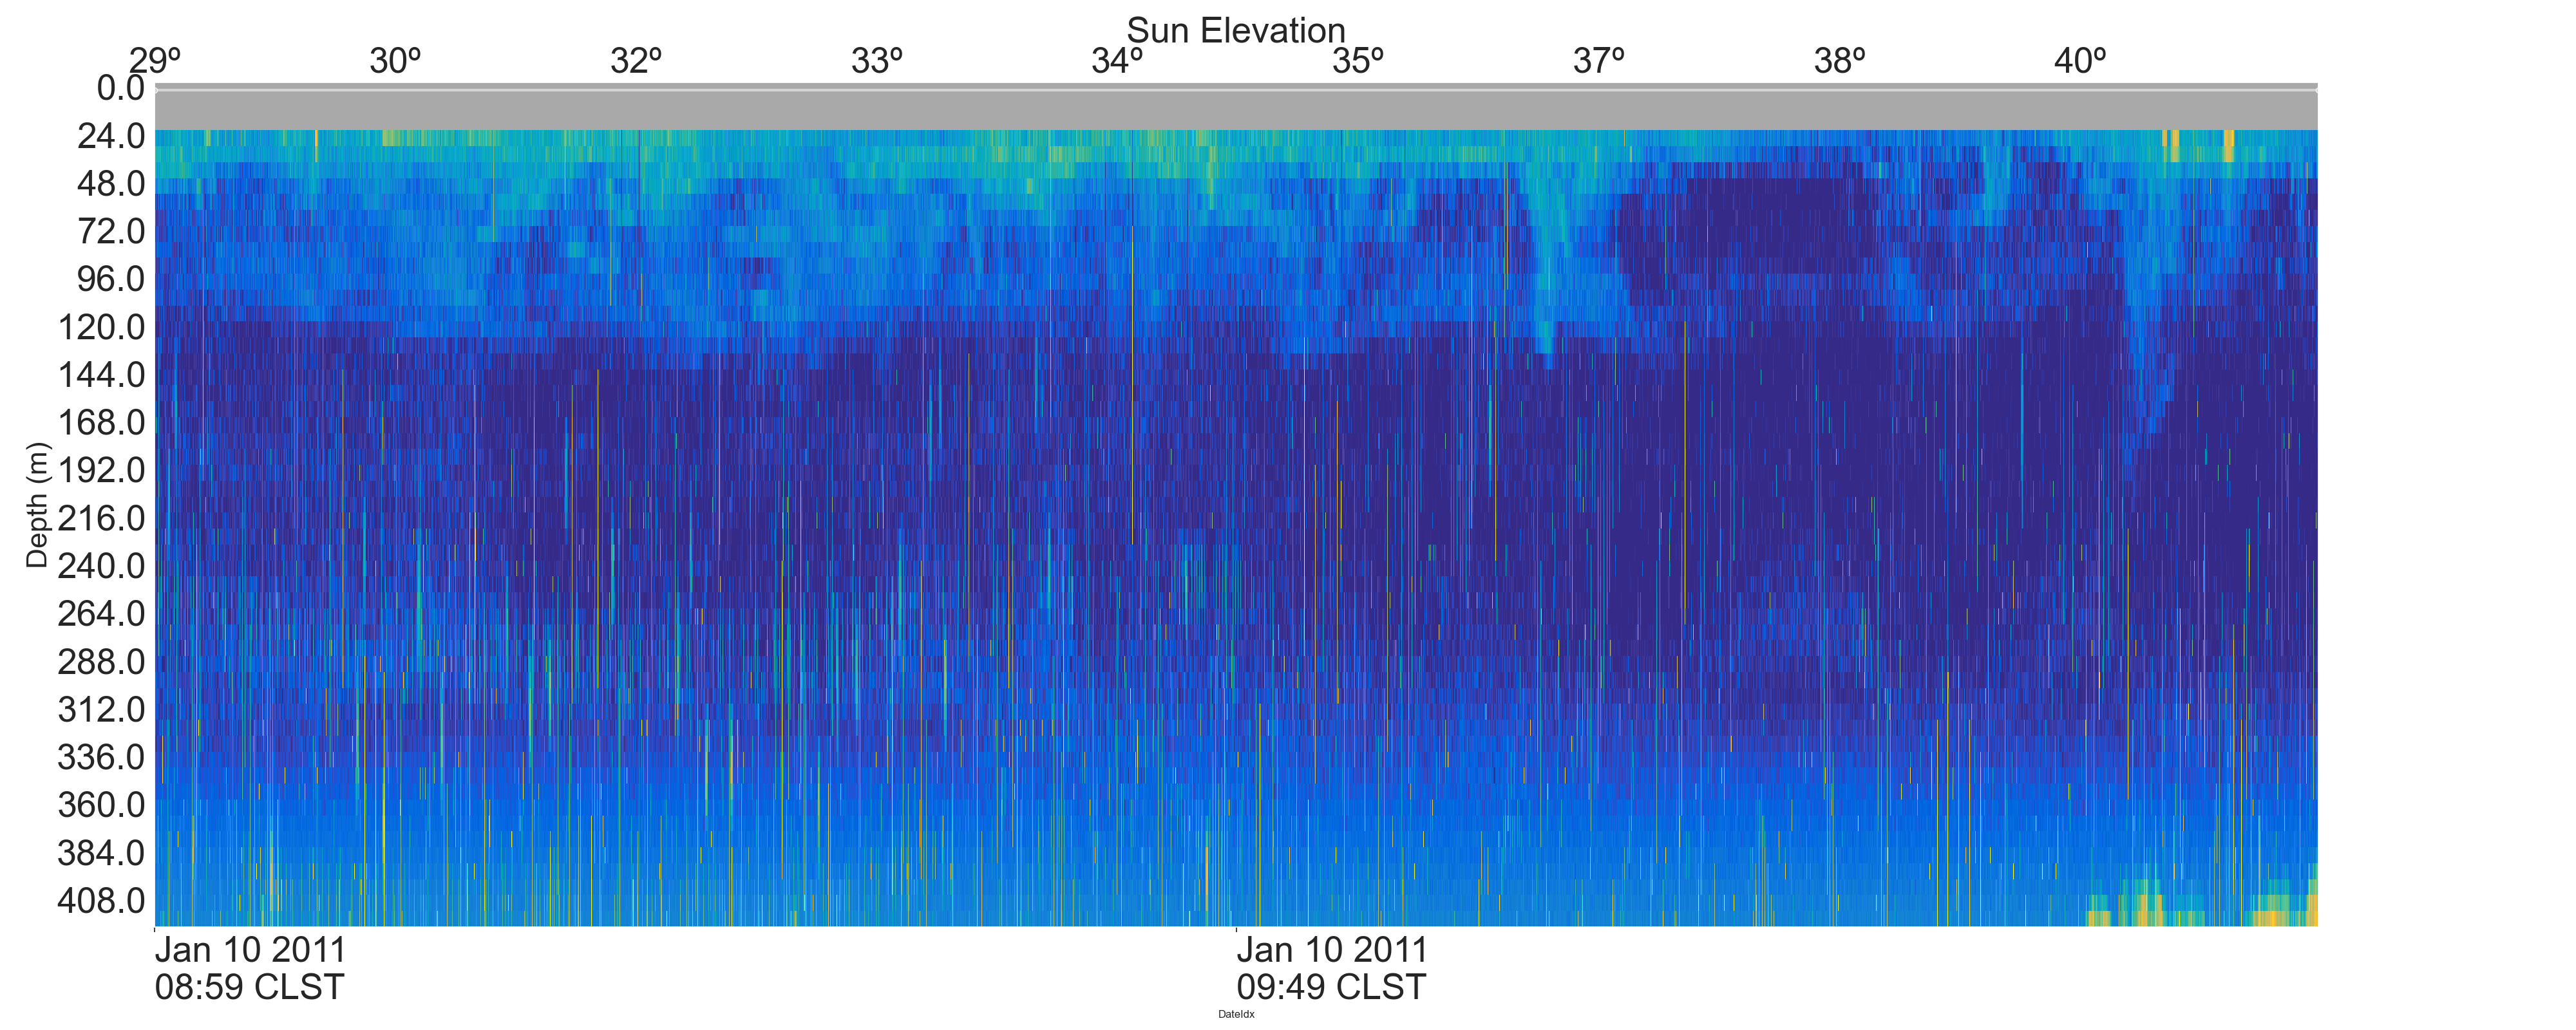 Sun Elevation
29º 30º 32º 33º 34º 35º 37º 38º 40º
0.0
24.0
48.0
72.0
96.0
120.0
144.0
168.0
192.0
216.0
240.0
264.0
288.0
312.0
336.0
360.0
384.0
408.0
Depth (m)
Jan 10 2011
08:59 CLST
Jan 10 2011
09:49 CLST
DateIdx